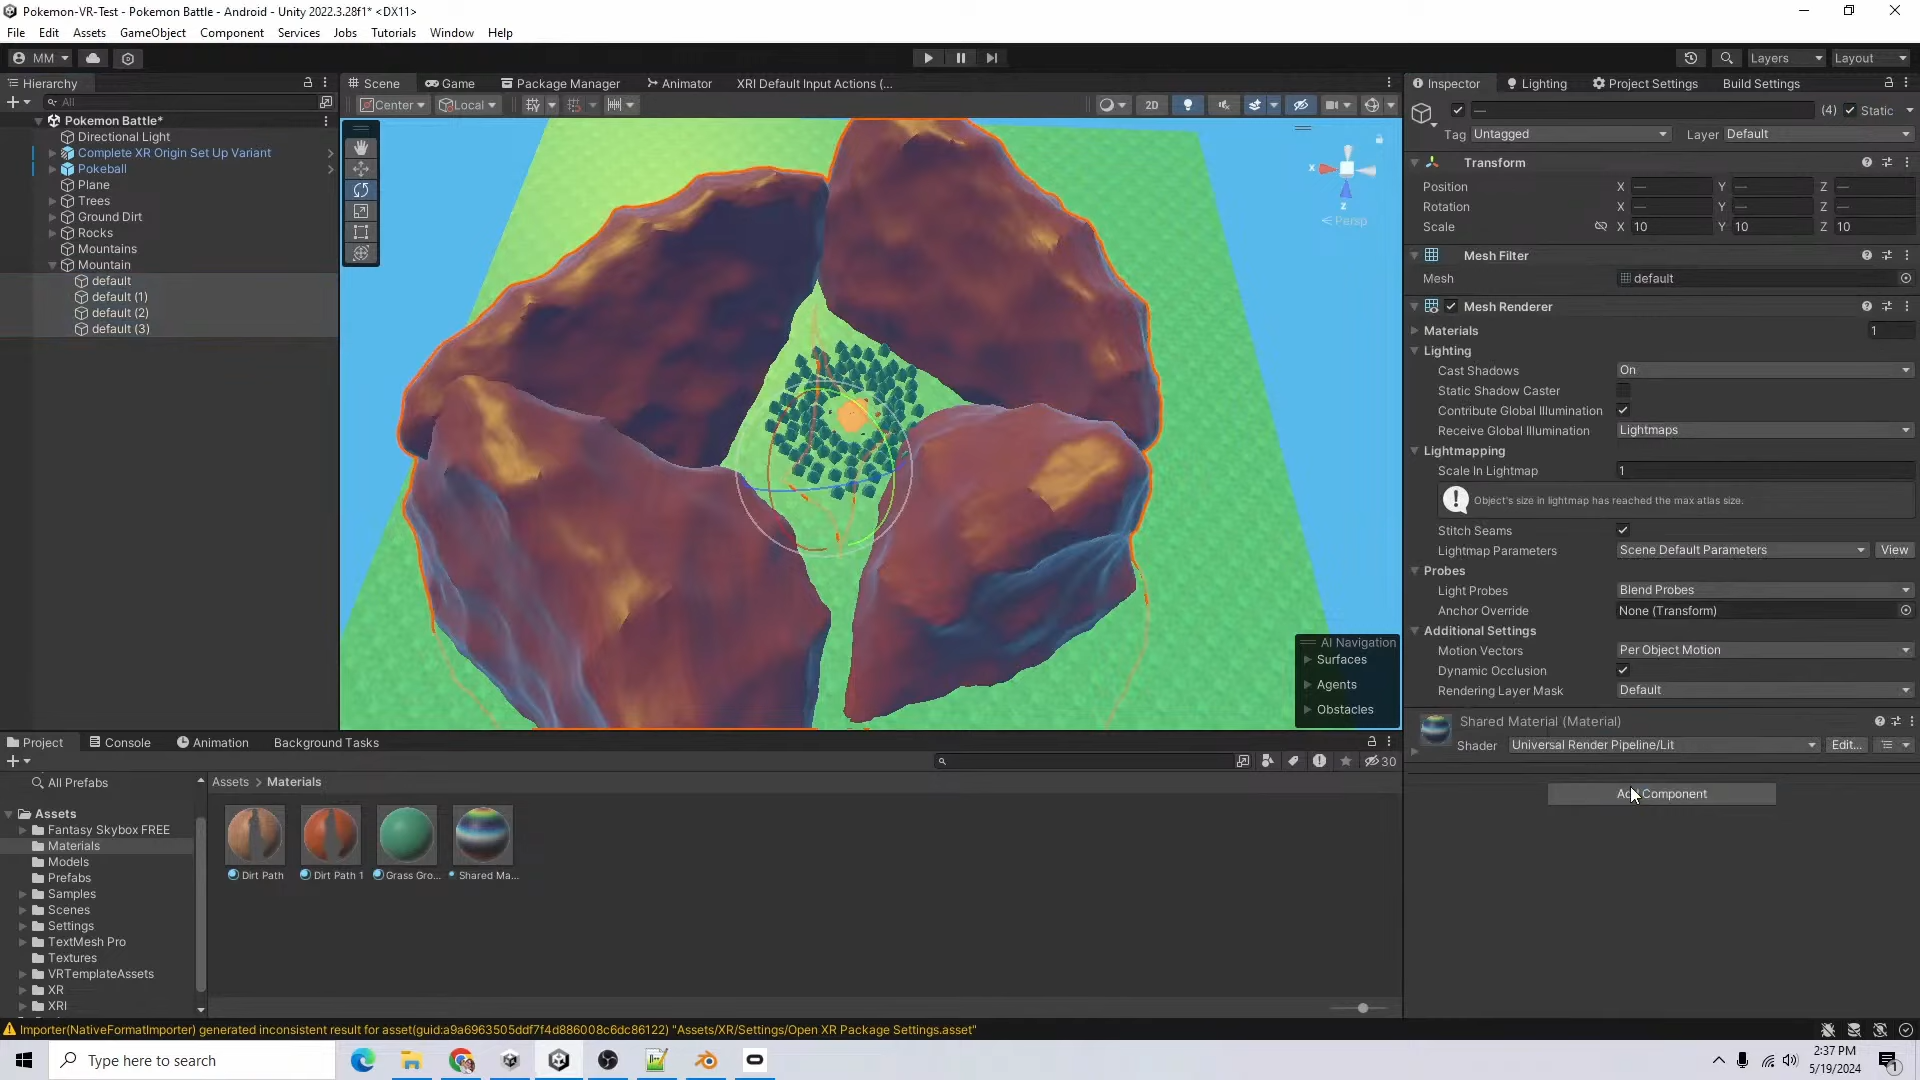 Pokemon-VR-Test - Pokemon Battle - Android - Unity 2022.3.28f1* <DX11>
File Edit Assets GameObject Component Services Jobs Tutorials Window Help
MM Layers Layout
Hierarchy
All
Pokemon Battle*
Directional Light
Complete XR Origin Set Up Variant
Pokeball
Plane
Trees
Ground Dirt
Rocks
Mountains
Mountain
default
default (1)
default (2)
default (3)
Scene Game Package Manager Animator XRI Default Input Actions (...
Center Local 2D
x
z
< Persp
AI Navigation
Surfaces
Agents
Obstacles
Inspector Lighting Project Settings Build Settings
— (4) Static
Tag Untagged Layer Default
Transform
Position X — Y — Z —
Rotation X — Y — Z —
Scale X 10 Y 10 Z 10
Mesh Filter
Mesh default
Mesh Renderer
Materials 1
Lighting
Cast Shadows On
Static Shadow Caster
Contribute Global Illumination
Receive Global Illumination Lightmaps
Lightmapping
Scale In Lightmap 1
Object's size in lightmap has reached the max atlas size.
Stitch Seams
Lightmap Parameters Scene Default Parameters View
Probes
Light Probes Blend Probes
Anchor Override None (Transform)
Additional Settings
Motion Vectors Per Object Motion
Dynamic Occlusion
Rendering Layer Mask Default
Shared Material (Material)
Shader Universal Render Pipeline/Lit Edit...
Add Component
Project Console Animation Background Tasks
30
All Prefabs
Assets
Fantasy Skybox FREE
Materials
Models
Prefabs
Samples
Scenes
Settings
TextMesh Pro
Textures
VRTemplateAssets
XR
XRI
Assets > Materials
Dirt Path Dirt Path 1 Grass Gro... Shared Ma...
Importer(NativeFormatImporter) generated inconsistent result for asset(guid:a9a6963505ddf7f4d886008c6dc86122) "Assets/XR/Settings/Open XR Package Settings.asset"
Type here to search
2:37 PM
5/19/2024
1